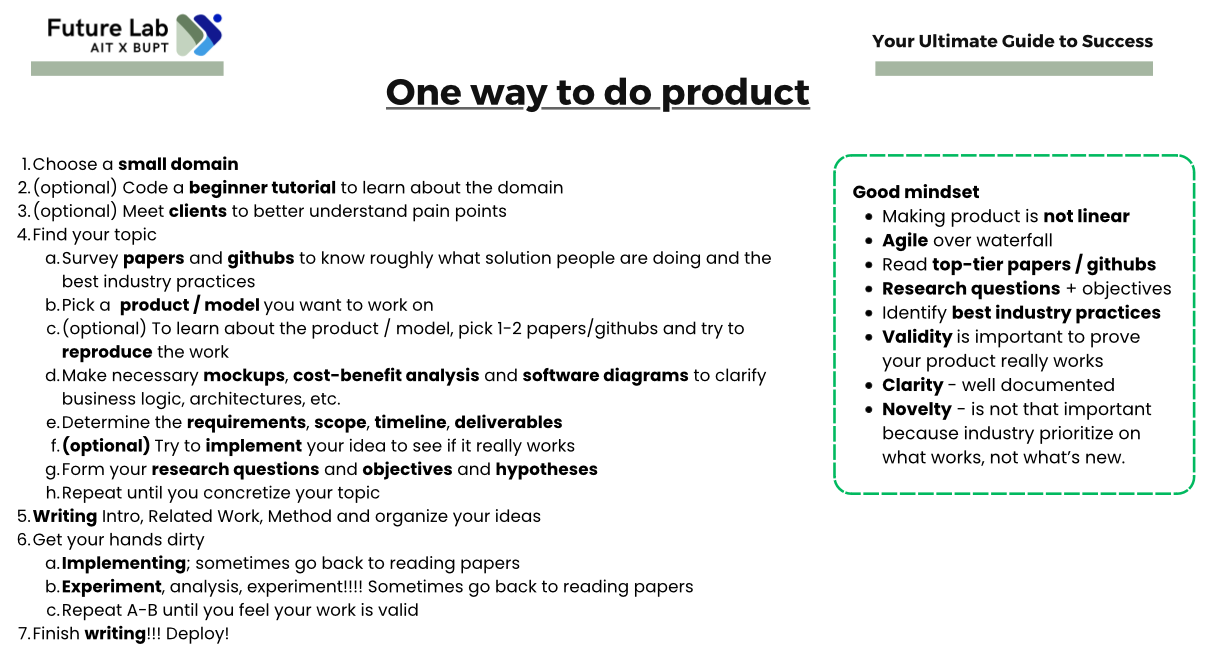 Future Lab
AIT X BUPT
Your Ultimate Guide to Success
One way to do product
1. Choose a small domain
2. (optional) Code a beginner tutorial to learn about the domain
3. (optional) Meet clients to better understand pain points
4. Find your topic
a. Survey papers and githubs to know roughly what solution people are doing and the
best industry practices
b. Pick a product / model you want to work on
c. (optional) To learn about the product / model, pick 1-2 papers/githubs and try to
reproduce the work
d. Make necessary mockups, cost-benefit analysis and software diagrams to clarify
business logic, architectures, etc.
e. Determine the requirements, scope, timeline, deliverables
f. (optional) Try to implement your idea to see if it really works
g. Form your research questions and objectives and hypotheses
h. Repeat until you concretize your topic
5. Writing Intro, Related Work, Method and organize your ideas
6. Get your hands dirty
a. Implementing; sometimes go back to reading papers
b. Experiment, analysis, experiment!!!! Sometimes go back to reading papers
c. Repeat A-B until you feel your work is valid
7. Finish writing!!! Deploy!
Good mindset
• Making product is not linear
• Agile over waterfall
• Read top-tier papers / githubs
• Research questions + objectives
• Identify best industry practices
• Validity is important to prove
your product really works
• Clarity - well documented
• Novelty - is not that important
because industry prioritize on
what works, not what's new.